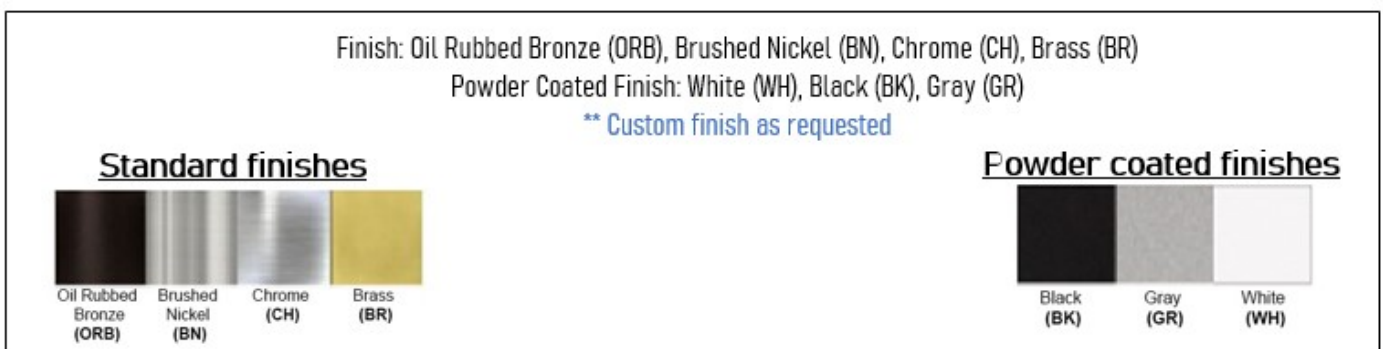 Finish: Oil Rubbed Bronze (ORB), Brushed Nickel (BN), Chrome (CH), Brass (BR)
Powder Coated Finish: White (WH), Black (BK), Gray (GR)
** Custom finish as requested
Standard finishes
Oil Rubbed
Bronze
(ORB)
Brushed
Nickel
(BN)
Chrome
(CH)
Brass
(BR)
Powder coated finishes
Black
(BK)
Gray
(GR)
White
(WH)